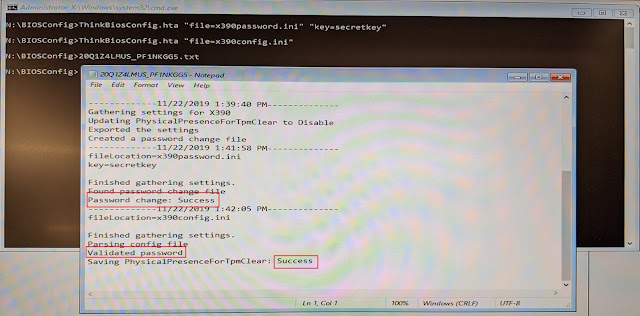 Administrator: X:\Windows\system32\cmd.exe
N:\BIOSConfig>ThinkBiosConfig.hta "file=x390password.ini" "key=secretkey"
N:\BIOSConfig>ThinkBiosConfig.hta "file=x390config.ini"
N:\BIOSConfig>20Q1Z4LMUS_PF1NKGG5.txt
N:\BIOSConfig>
20Q1Z4LMUS_PF1NKGG5 - Notepad
File Edit Format View Help
-------------11/22/2019 1:39:40 PM-------------
Gathering settings for X390
Updating PhysicalPresenceForTpmClear to Disable
Exported the settings
Created a password change file
-------------11/22/2019 1:41:58 PM-------------
fileLocation=x390password.ini
key=secretkey
Finished gathering settings.
Found password change file
Password change: Success
-------------11/22/2019 1:42:05 PM-------------
fileLocation=x390config.ini
Finished gathering settings.
Parsing config file
Validated password
Saving PhysicalPresenceForTpmClear: Success
Ln 1, Col 1 100% Windows (CRLF) UTF-8